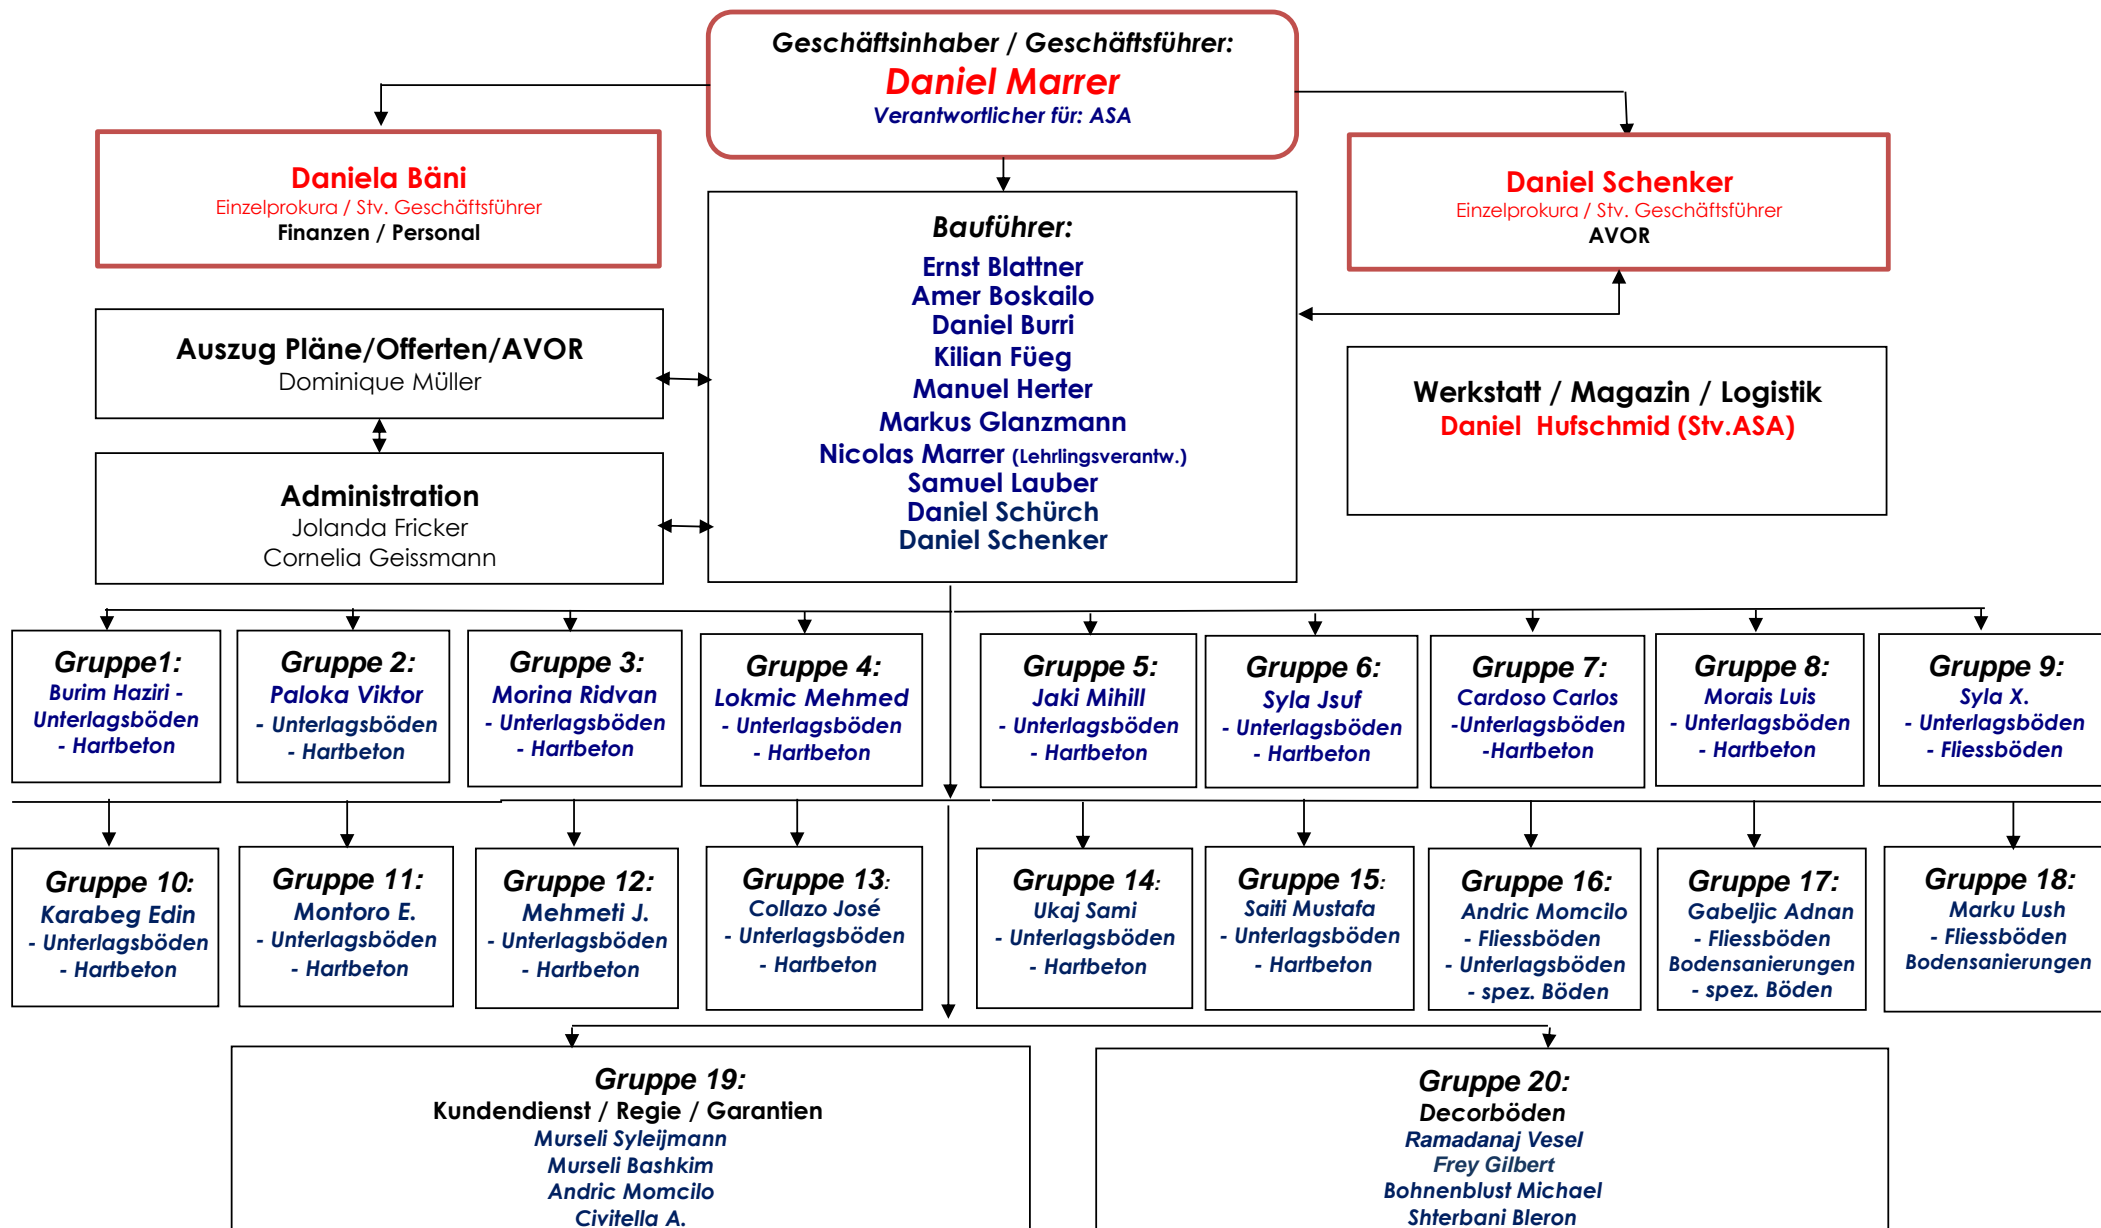 Geschäftsinhaber / Geschäftsführer:
Daniel Marrer
Verantwortlicher für: ASA
Daniela Bäni
Einzelprokura / Stv. Geschäftsführer
Finanzen / Personal
Daniel Schenker
Einzelprokura / Stv. Geschäftsführer
AVOR
Bauführer:
Ernst Blattner
Amer Boskailo
Daniel Burri
Kilian Füeg
Manuel Herter
Markus Glanzmann
Nicolas Marrer (Lehrlingsverantw.)
Samuel Lauber
Daniel Schürch
Daniel Schenker
Auszug Pläne/Offerten/AVOR
Dominique Müller
Werkstatt / Magazin / Logistik
Daniel  Hufschmid (Stv.ASA)
Administration
Jolanda Fricker
Cornelia Geissmann
Gruppe1:
Burim Haziri -
Unterlagsböden
- Hartbeton
Gruppe 2:
Paloka Viktor
- Unterlagsböden
- Hartbeton
Gruppe 3:
Morina Ridvan
- Unterlagsböden
- Hartbeton
Gruppe 4:
Lokmic Mehmed
- Unterlagsböden
- Hartbeton
Gruppe 5:
Jaki Mihill
- Unterlagsböden
- Hartbeton
Gruppe 6:
Syla Jsuf
- Unterlagsböden
- Hartbeton
Gruppe 7:
Cardoso Carlos
-Unterlagsböden
-Hartbeton
Gruppe 8:
Morais Luis
- Unterlagsböden
- Hartbeton
Gruppe 9:
Syla X.
- Unterlagsböden
- Fliessböden
Gruppe 10:
Karabeg Edin
- Unterlagsböden
- Hartbeton
Gruppe 11:
Montoro E.
- Unterlagsböden
- Hartbeton
Gruppe 12:
Mehmeti J.
- Unterlagsböden
- Hartbeton
Gruppe 13:
Collazo José
- Unterlagsböden
- Hartbeton
Gruppe 14:
Ukaj Sami
- Unterlagsböden
- Hartbeton
Gruppe 15:
Saiti Mustafa
- Unterlagsböden
- Hartbeton
Gruppe 16:
Andric Momcilo
- Fliessböden
- Unterlagsböden
- spez. Böden
Gruppe 17:
Gabeljic Adnan
- Fliessböden
Bodensanierungen
- spez. Böden
Gruppe 18:
Marku Lush
- Fliessböden
Bodensanierungen
Gruppe 19:
Kundendienst / Regie / Garantien
Murseli Syleijmann
Murseli Bashkim
Andric Momcilo
Civitella A.
Gruppe 20:
Decorböden
Ramadanaj Vesel
Frey Gilbert
Bohnenblust Michael
Shterbani Bleron